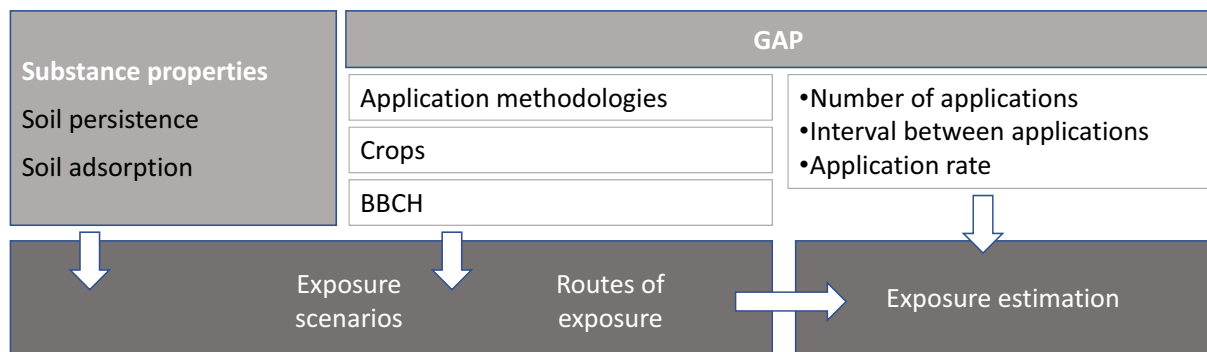 GAP
Substance properties
Soil persistence
Soil adsorption
Application methodologies
Crops
BBCH
•Number of applications
•Interval between applications
•Application rate
Exposure
scenarios
Routes of
exposure
Exposure estimation